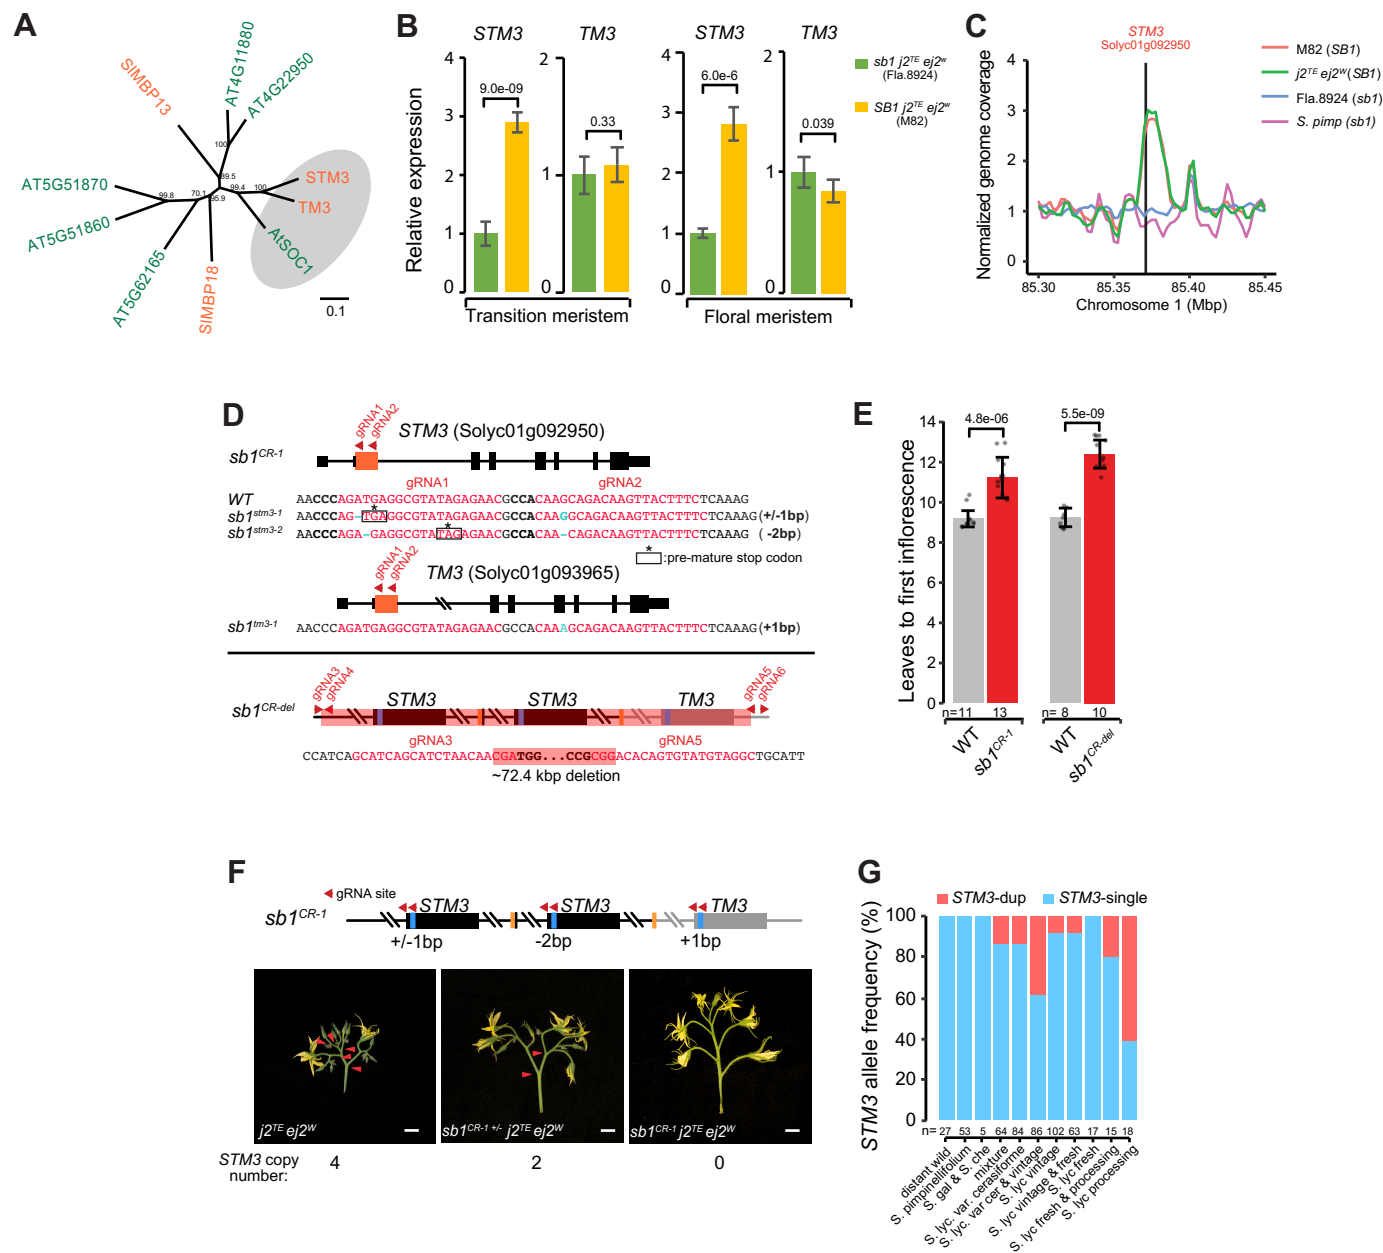 A
SlMBP13
AT4G11880
AT4G22950
AT5G51870
AT5G51860
AT5G62165
SlMBP18
AtSOC1
STM3
TM3
100
89.5
99.8
70.1
95.9
99.4
100
0.1
B
STM3 TM3 STM3 TM3
Relative expression
4
3
2
1
0
9.0e-09
2
1
0
0.33
4
3
2
1
0
6.0e-6
2
1
0
0.039
Transition meristem
Floral meristem
sb1 j2TE ej2w
(Fla.8924)
SB1 j2TE ej2w
(M82)
C
STM3
Solyc01g092950
Normalized genome coverage
4
3
2
1
0
85.30 85.35 85.40 85.45
Chromosome 1 (Mbp)
M82 (SB1)
j2TE ej2W(SB1)
Fla.8924 (sb1)
S. pimp (sb1)
D
gRNA1
gRNA2
STM3 (Solyc01g092950)
sb1CR-1
gRNA1 gRNA2
WT AACCCAGATGAGGCGTATAGAGAACGCCACAAGCAGACAAGTTACTTTCTCAAAG
sb1stm3-1 AACCCAG-TGAGGCGTATAGAGAACGCCACAAGGCAGACAAGTTACTTTCTCAAAG(+/-1bp)
sb1stm3-2 AACCCAGA-GAGGCGTATAGAGAACGCCACAA-CAGACAAGTTACTTTCTCAAAG ( -2bp)
* :pre-mature stop codon
gRNA1
gRNA2
TM3 (Solyc01g093965)
sb1tm3-1 AACCCAGATGAGGCGTATAGAGAACGCCACAAAGCAGACAAGTTACTTTCTCAAAG(+1bp)
gRNA3
gRNA4
gRNA5
gRNA6
sb1CR-del STM3 STM3 TM3
gRNA3 gRNA5
CCATCAGCATCAGCATCTAACAACGATGG...CCGCGGACACAGTGTATGTAGGCTGCATT
~72.4 kbp deletion
E
Leaves to first inflorescence
14
12
10
8
6
4
2
0
4.8e-06
5.5e-09
n=11 13 n= 8 10
WT
sb1CR-1
WT
sb1CR-del
F
gRNA site
sb1CR-1 STM3 STM3 TM3
+/-1bp -2bp +1bp
j2TE ej2W
sb1CR-1 +/- j2TE ej2W
sb1CR-1 j2TE ej2W
STM3 copy
number:
4 2 0
G
STM3-dup STM3-single
STM3 allele frequency (%)
100
80
60
40
20
0
n= 27 53 5 64 84 86 102 63 17 15 18
distant wild
S. pimpinellifolium
S. gal & S. che
mixture
S. lyc. var. cerasiforme
S. lyc. var cer & vintage
S. lyc vintage
S. lyc vintage & fresh
S. lyc fresh
S. lyc fresh & processing
S. lyc processing